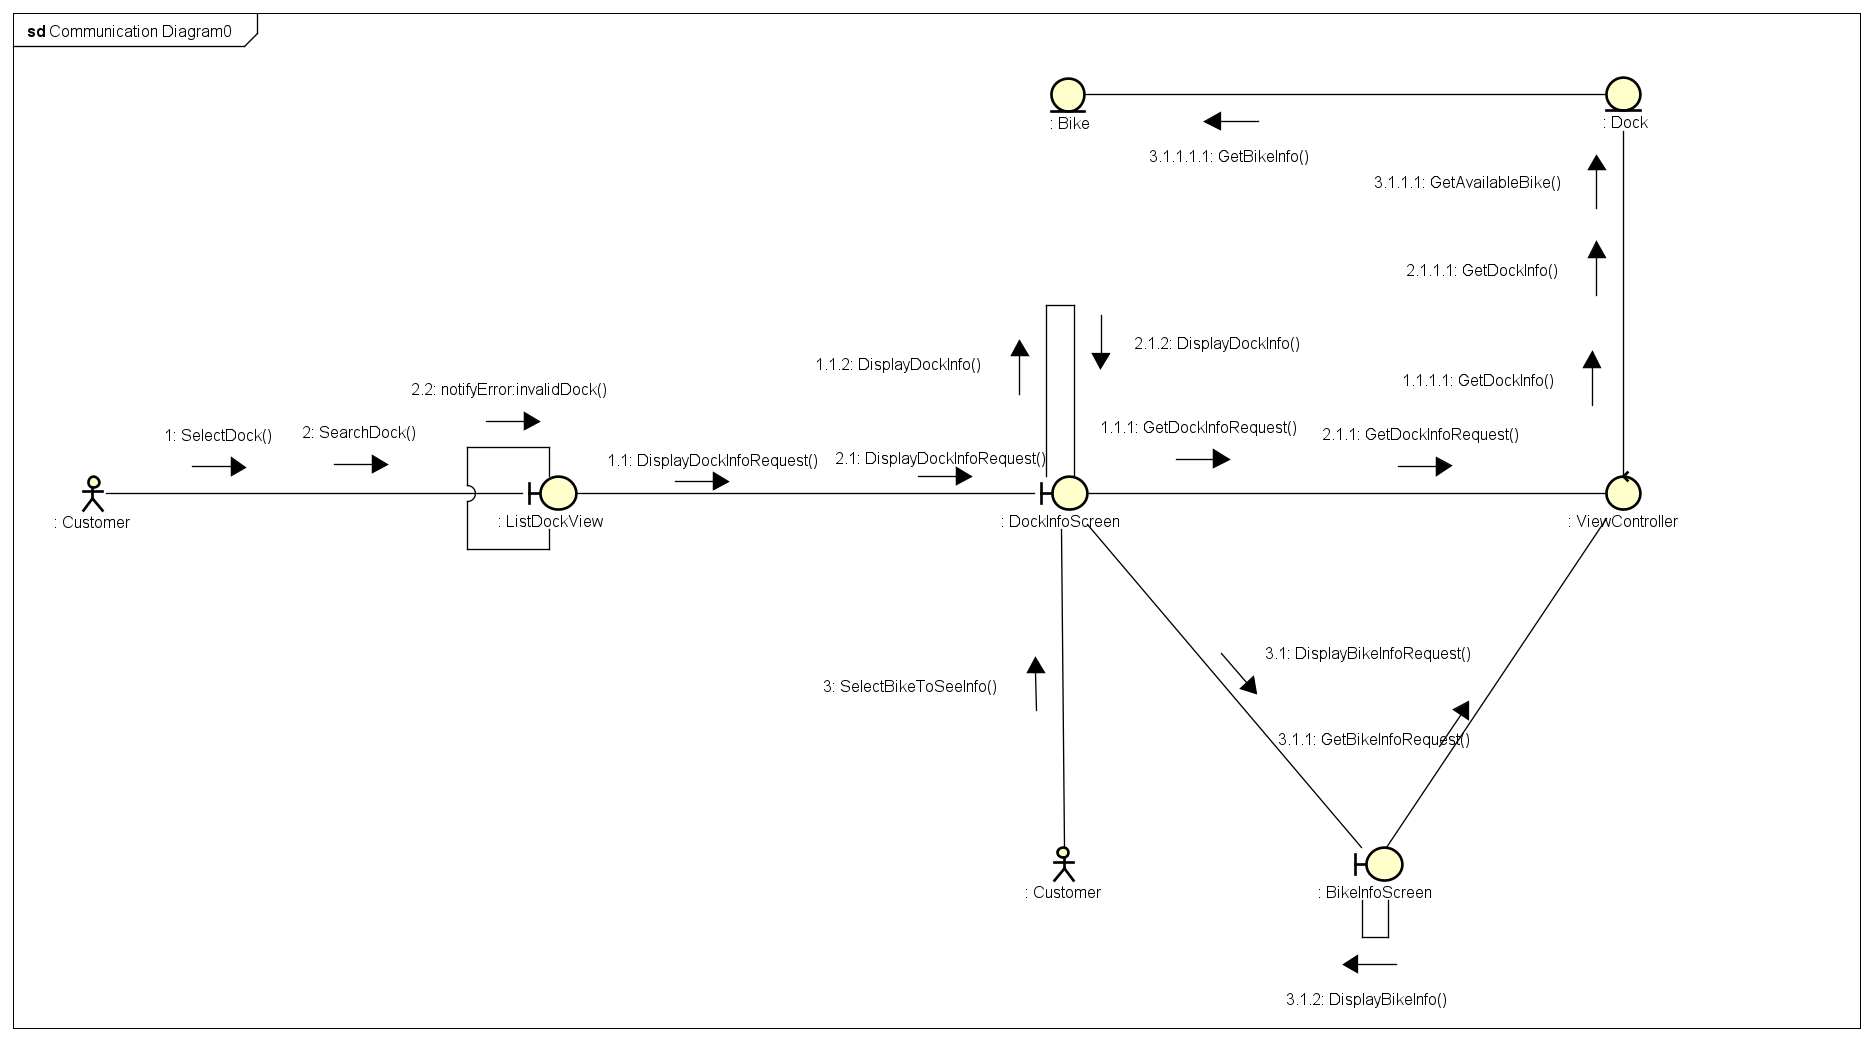 sd Communication Diagram0
: Bike
: Dock
3.1.1.1.1: GetBikeInfo()
3.1.1.1: GetAvailableBike()
2.1.1.1: GetDockInfo()
2.1.2: DisplayDockInfo()
1.1.2: DisplayDockInfo()
1.1.1.1: GetDockInfo()
2.2: notifyError:invalidDock()
1: SelectDock()
2: SearchDock()
1.1.1: GetDockInfoRequest()
2.1.1: GetDockInfoRequest()
1.1: DisplayDockInfoRequest()
2.1: DisplayDockInfoRequest()
: Customer
: ListDockView
: DockInfoScreen
: ViewController
3.1: DisplayBikeInfoRequest()
3: SelectBikeToSeeInfo()
3.1.1: GetBikeInfoRequest()
: Customer
: BikeInfoScreen
3.1.2: DisplayBikeInfo()